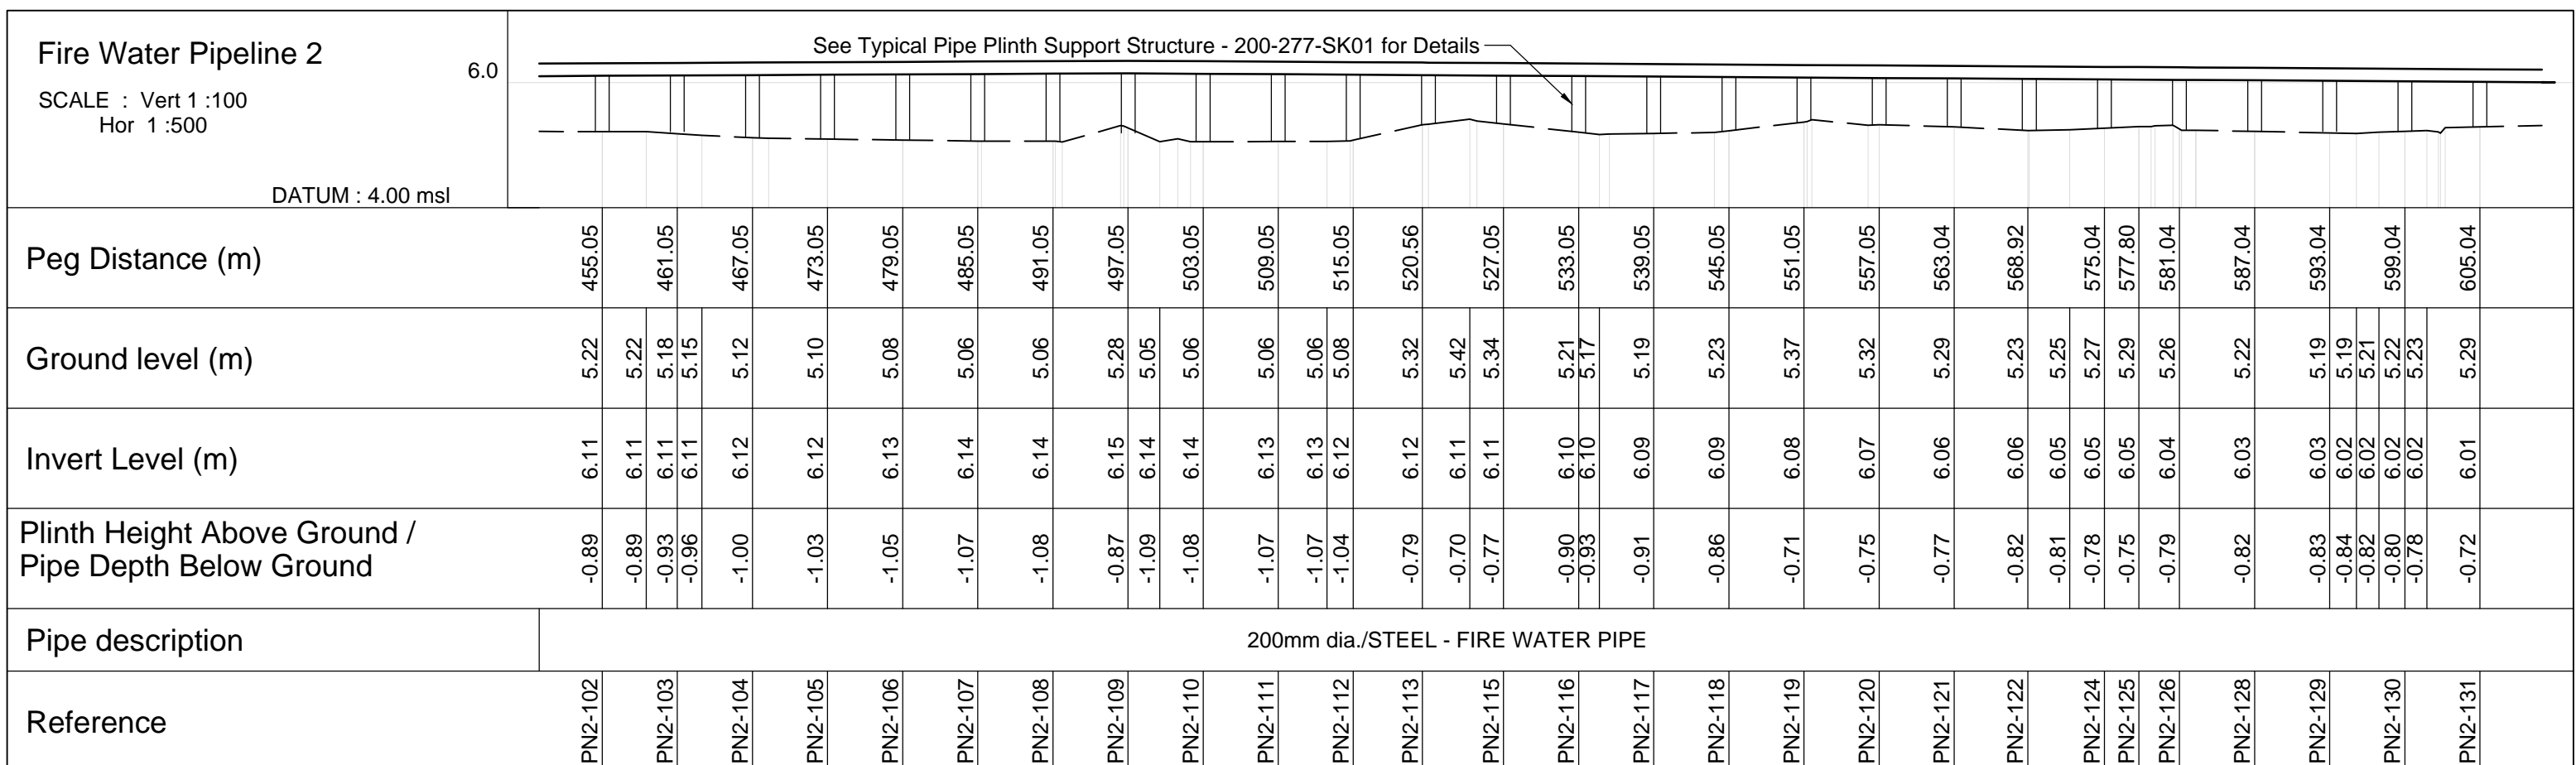 Fire Water Pipeline 2
SCALE : Vert 1 :100
Hor 1 :500
DATUM : 4.00 msl
6.0
See Typical Pipe Plinth Support Structure - 200-277-SK01 for Details
Peg Distance (m)
455.05 461.05 467.05 473.05 479.05 485.05 491.05 497.05 503.05 509.05 515.05 520.56 527.05 533.05 539.05 545.05 551.05 557.05 563.04 568.92 575.04 577.80 581.04 587.04 593.04 599.04 605.04
Ground level (m)
5.22 5.22 5.18 5.15 5.12 5.10 5.08 5.06 5.06 5.28 5.05 5.06 5.06 5.06 5.08 5.32 5.42 5.34 5.21 5.17 5.19 5.23 5.37 5.32 5.29 5.23 5.25 5.27 5.29 5.26 5.22 5.19 5.19 5.21 5.22 5.23 5.29
Invert Level (m)
6.11 6.11 6.11 6.11 6.12 6.12 6.13 6.14 6.14 6.15 6.14 6.14 6.13 6.13 6.12 6.12 6.11 6.11 6.10 6.10 6.09 6.09 6.08 6.07 6.06 6.06 6.05 6.05 6.05 6.04 6.03 6.03 6.02 6.02 6.02 6.02 6.01
Plinth Height Above Ground /
Pipe Depth Below Ground
-0.89 -0.89 -0.93 -0.96 -1.00 -1.03 -1.05 -1.07 -1.08 -0.87 -1.09 -1.08 -1.07 -1.07 -1.04 -0.79 -0.70 -0.77 -0.90 -0.93 -0.91 -0.86 -0.71 -0.75 -0.77 -0.82 -0.81 -0.78 -0.75 -0.79 -0.82 -0.83 -0.84 -0.82 -0.80 -0.78 -0.72
Pipe description
200mm dia./STEEL - FIRE WATER PIPE
Reference
PN2-102 PN2-103 PN2-104 PN2-105 PN2-106 PN2-107 PN2-108 PN2-109 PN2-110 PN2-111 PN2-112 PN2-113 PN2-115 PN2-116 PN2-117 PN2-118 PN2-119 PN2-120 PN2-121 PN2-122 PN2-124 PN2-125 PN2-126 PN2-128 PN2-129 PN2-130 PN2-131